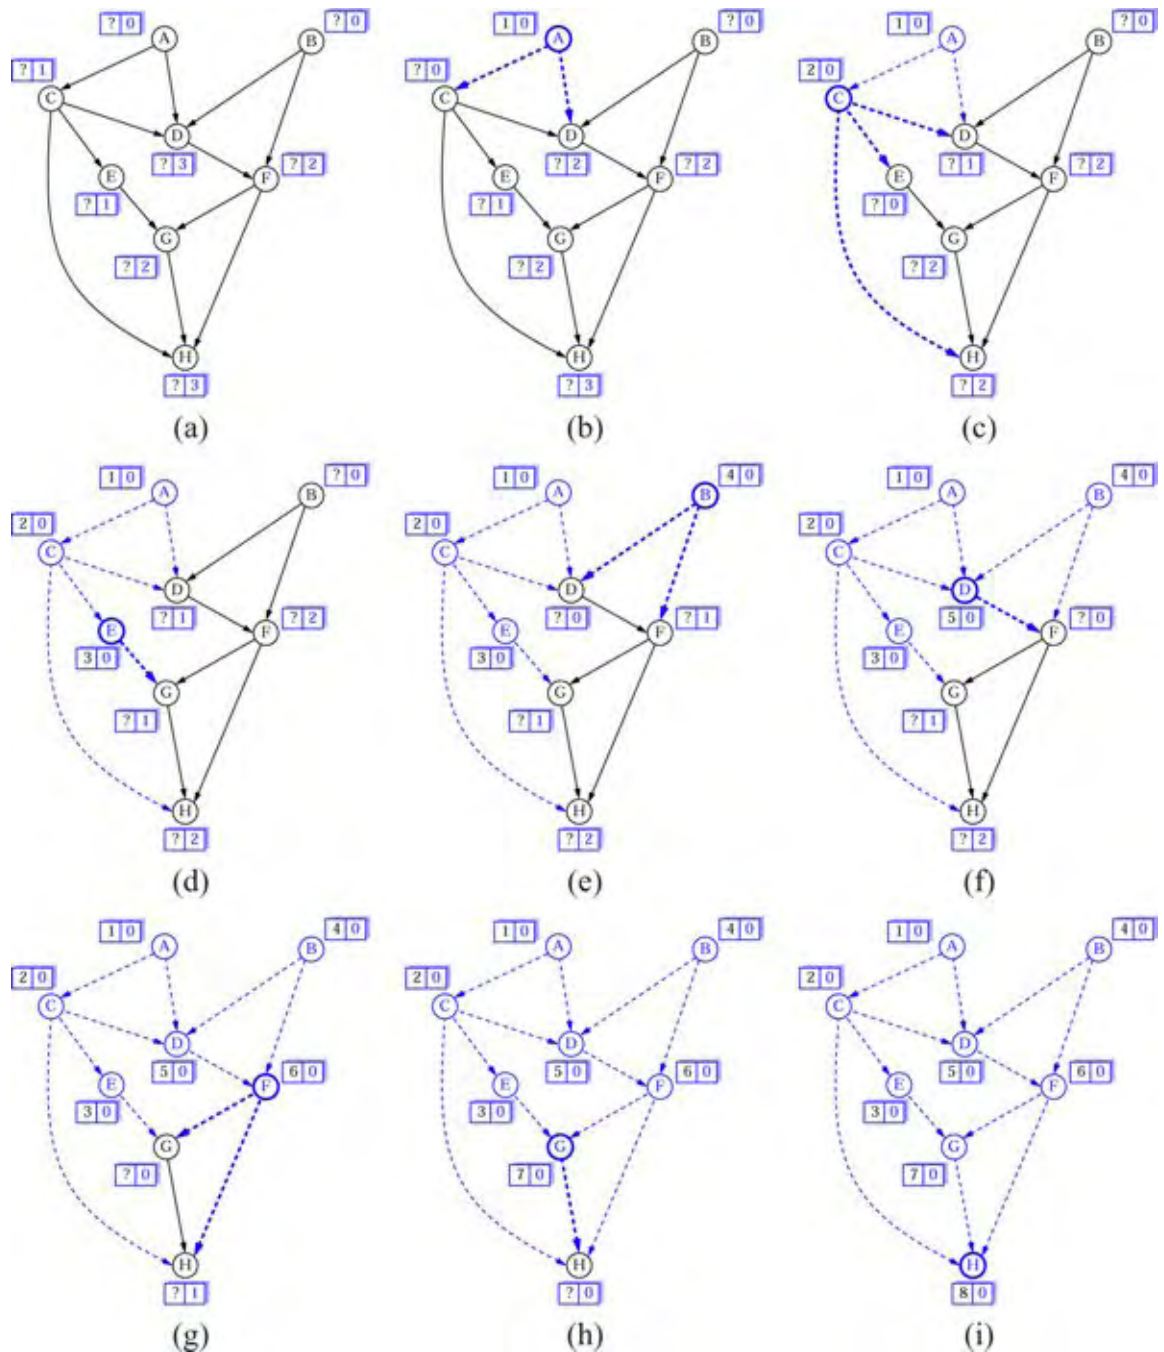 ? 0 A B ? 0
? 1 C
D
? 3 E F ? 2
? 1
G
? 2
H
? 3
(a)
1 0 A B ? 0
? 0 C
D
? 2 E F ? 2
? 1
G
? 2
H
? 3
(b)
1 0 A B ? 0
2 0 C
D
? 1 E F ? 2
? 0
G
? 2
H
? 2
(c)
1 0 A B ? 0
2 0 C
D
? 1 E F ? 2
3 0
G
? 1
H
? 2
(d)
1 0 A B 4 0
2 0 C
D
? 0 E F ? 1
3 0
G
? 1
H
? 2
(e)
1 0 A B 4 0
2 0 C
D
5 0 E F ? 0
3 0
G
? 1
H
? 2
(f)
1 0 A B 4 0
2 0 C
D
5 0 E F 6 0
3 0
G
? 0
H
? 1
(g)
1 0 A B 4 0
2 0 C
D
5 0 E F 6 0
3 0
G
7 0
H
? 0
(h)
1 0 A B 4 0
2 0 C
D
5 0 E F 6 0
3 0
G
7 0
H
8 0
(i)